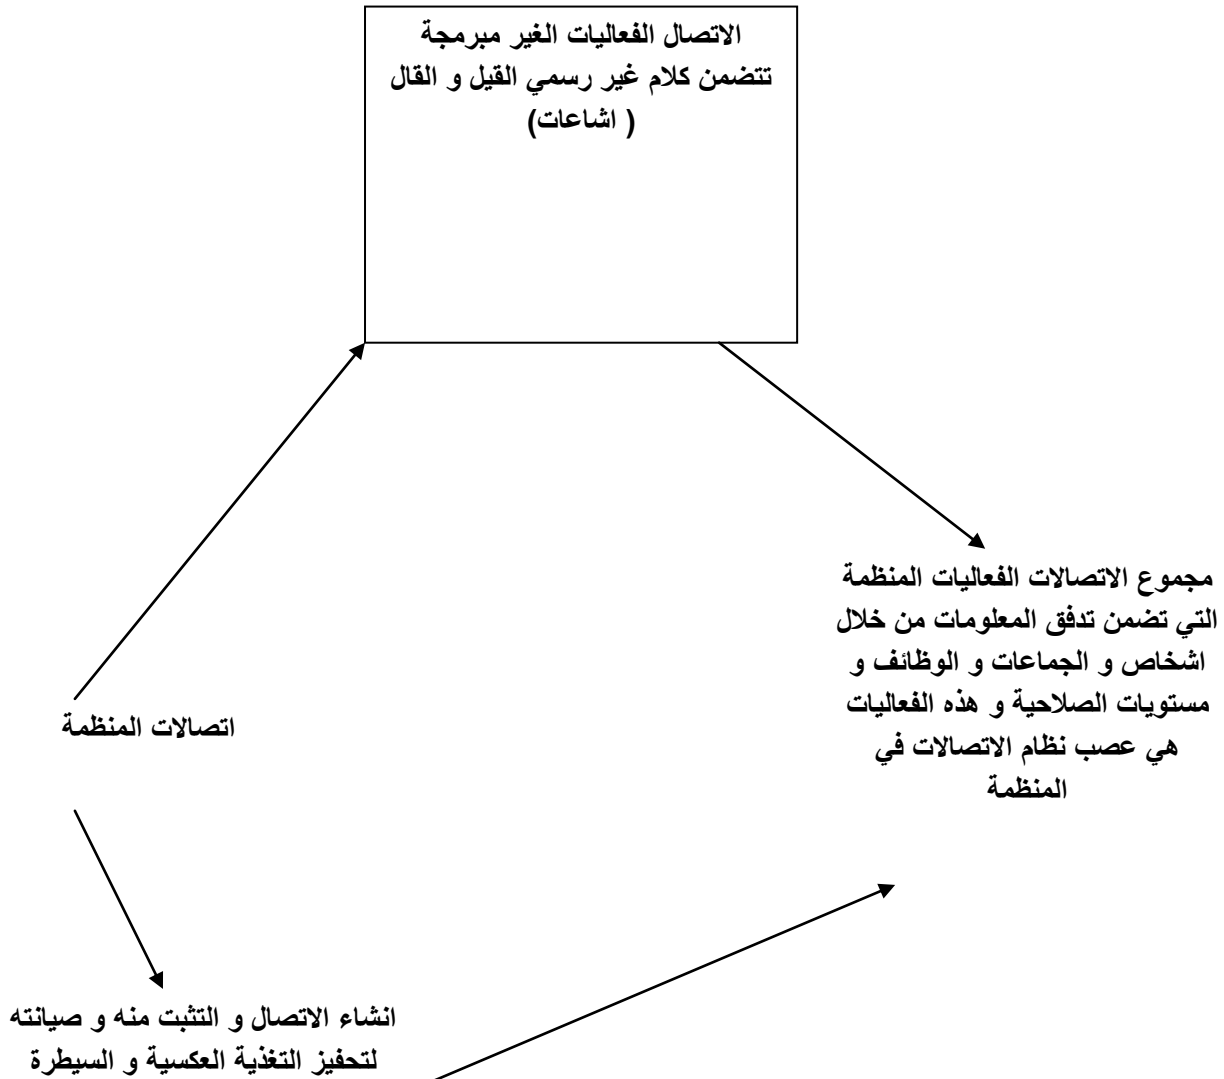 الاتصال الفعاليات الغير مبرمجة
تتضمن كلام غير رسمي القيل و القال
( اشاعات)
مجموع الاتصالات الفعاليات المنظمة
التي تضمن تدفق المعلومات من خلال
اشخاص و الجماعات و الوظائف و
مستويات الصلاحية و هذه الفعاليات
هي عصب نظام الاتصالات في
المنظمة
اتصالات المنظمة
انشاء الاتصال و التثبت منه و صيانته
لتحفيز التغذية العكسية و السيطرة